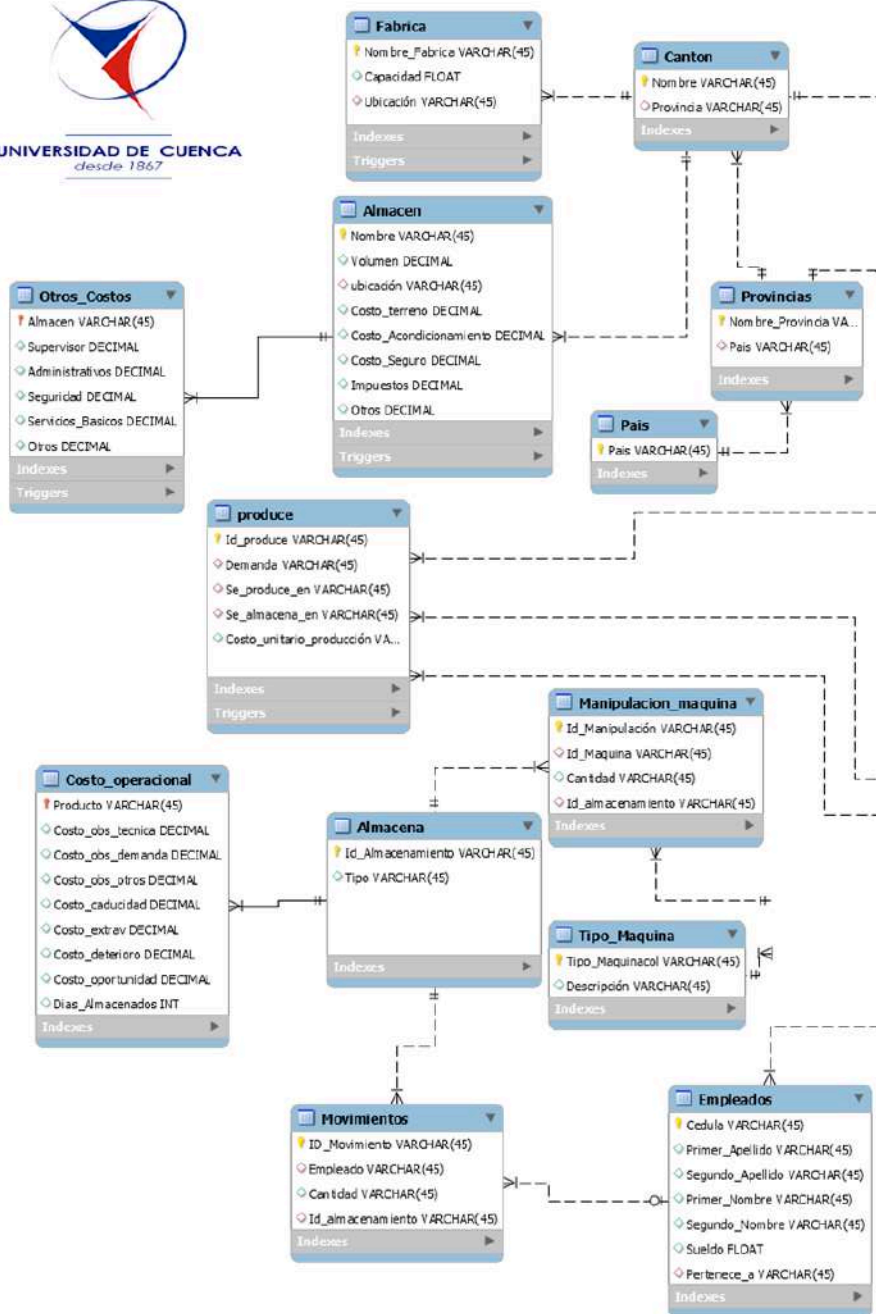 UNIVERSIDAD DE CUENCA
desde 1867
Fabrica
Nombre_Fabrica VARCHAR(45)
Capacidad FLOAT
Ubicación VARCHAR(45)
Indexes
Triggers
Canton
Nombre VARCHAR(45)
Provincia VARCHAR(45)
Indexes
Almacen
Nombre VARCHAR(45)
Volumen DECIMAL
ubicación VARCHAR(45)
Costo_terreno DECIMAL
Costo_Acondicionamiento DECIMAL
Costo_Seguro DECIMAL
Impuestos DECIMAL
Otros DECIMAL
Indexes
Triggers
Otros_Costos
Almacen VARCHAR(45)
Supervisor DECIMAL
Administrativos DECIMAL
Seguridad DECIMAL
Servicios_Basicos DECIMAL
Otros DECIMAL
Indexes
Triggers
Provincias
Nombre_Provincia VA...
Pais VARCHAR(45)
Indexes
Pais
Pais VARCHAR(45)
Indexes
produce
Id_produce VARCHAR(45)
Demanda VARCHAR(45)
Se_produce_en VARCHAR(45)
Se_almacena_en VARCHAR(45)
Costo_unitario_producción VA...
Indexes
Triggers
Manipulacion_maquina
Id_Manipulación VARCHAR(45)
Id_Maquina VARCHAR(45)
Cantidad VARCHAR(45)
Id_almacenamiento VARCHAR(45)
Indexes
Costo_operacional
Producto VARCHAR(45)
Costo_obs_tecnica DECIMAL
Costo_obs_demanda DECIMAL
Costo_obs_otros DECIMAL
Costo_caducidad DECIMAL
Costo_extrav DECIMAL
Costo_deterioro DECIMAL
Costo_oportunidad DECIMAL
Dias_Almacenados INT
Indexes
Almacena
Id_Almacenamiento VARCHAR(45)
Tipo VARCHAR(45)
Indexes
Tipo_Maquina
Tipo_Maquinacol VARCHAR(45)
Descripción VARCHAR(45)
Indexes
Movimientos
ID_Movimiento VARCHAR(45)
Empleado VARCHAR(45)
Cantidad VARCHAR(45)
Id_almacenamiento VARCHAR(45)
Indexes
Empleados
Cedula VARCHAR(45)
Primer_Apellido VARCHAR(45)
Segundo_Apellido VARCHAR(45)
Primer_Nombre VARCHAR(45)
Segundo_Nombre VARCHAR(45)
Sueldo FLOAT
Pertenece_a VARCHAR(45)
Indexes